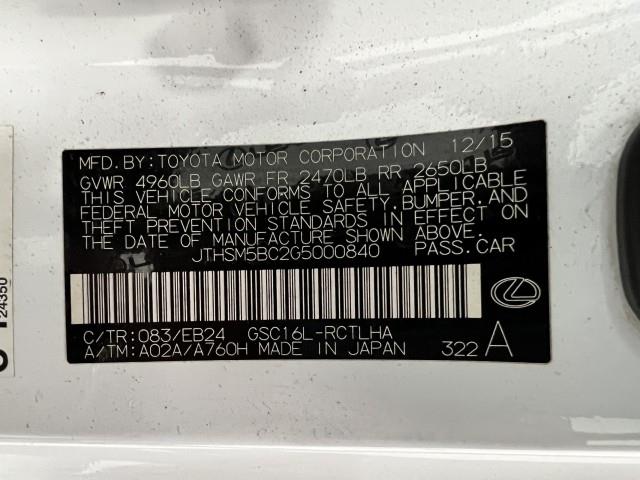 MFD. BY: TOYOTA MOTOR CORPORATION 12/15
GVWR 4960LB GAWR FR 2470LB RR 2650LB
THIS VEHICLE CONFORMS TO ALL APPLICABLE
FEDERAL MOTOR VEHICLE SAFETY, BUMPER, AND
THEFT PREVENTION STANDARDS IN EFFECT ON
THE DATE OF MANUFACTURE SHOWN ABOVE.
JTHSM5BC2G5000840 PASS. CAR
C/TR: 083/EB24 GSC16L-RCTLHA
A/TM: A02A/A760H MADE IN JAPAN 322 A
24350